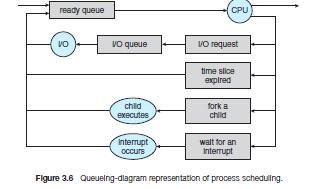 ready queue
CPU
I/O
I/O queue
I/O request
time slice
expired
child
executes
fork a
child
interrupt
occurs
wait for an
interrupt
Figure 3.6 Queueing-diagram representation of process scheduling.